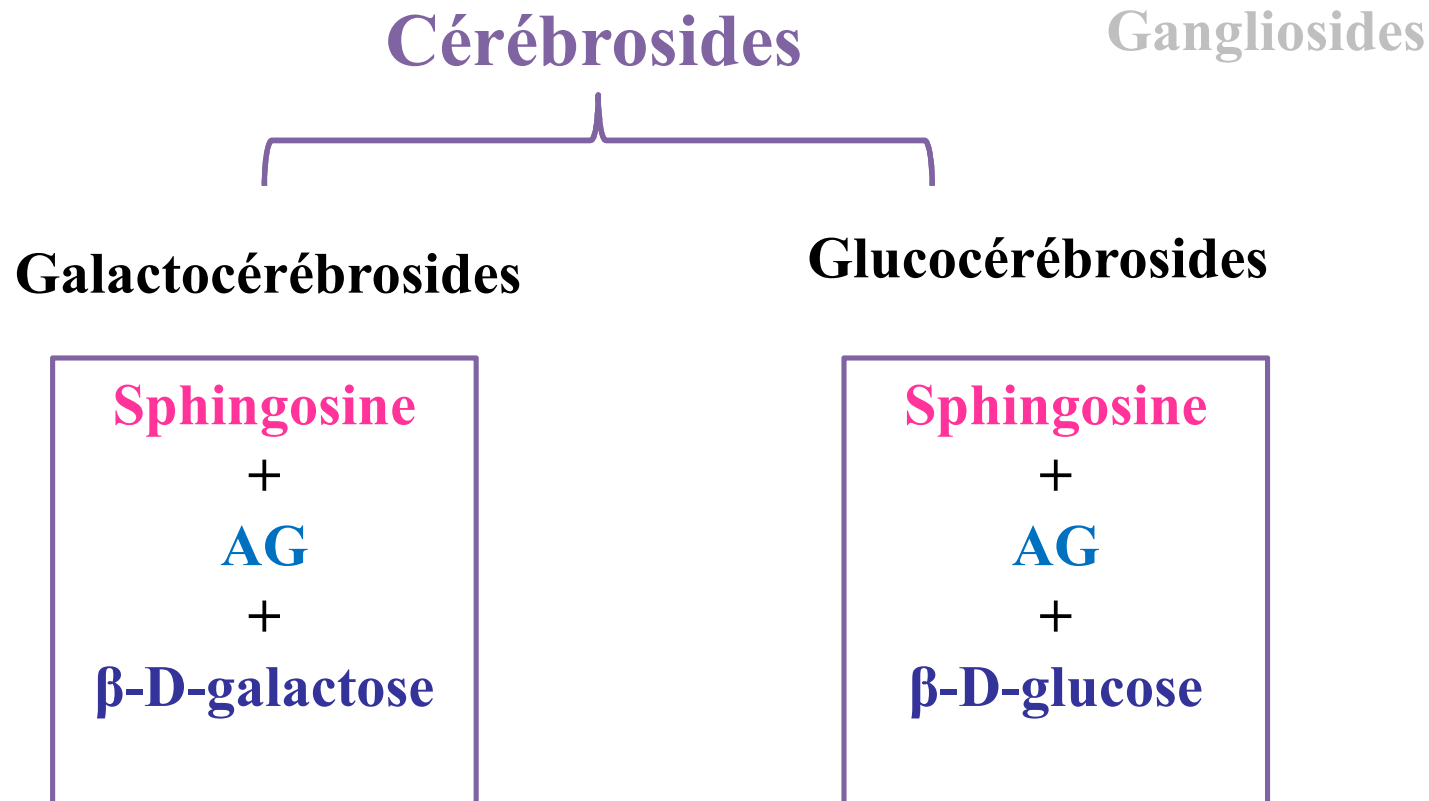 Cérébrosides
Gangliosides
Galactocérébrosides
Glucocérébrosides
Sphingosine
+
AG
+
β-D-galactose
Sphingosine
+
AG
+
β-D-glucose